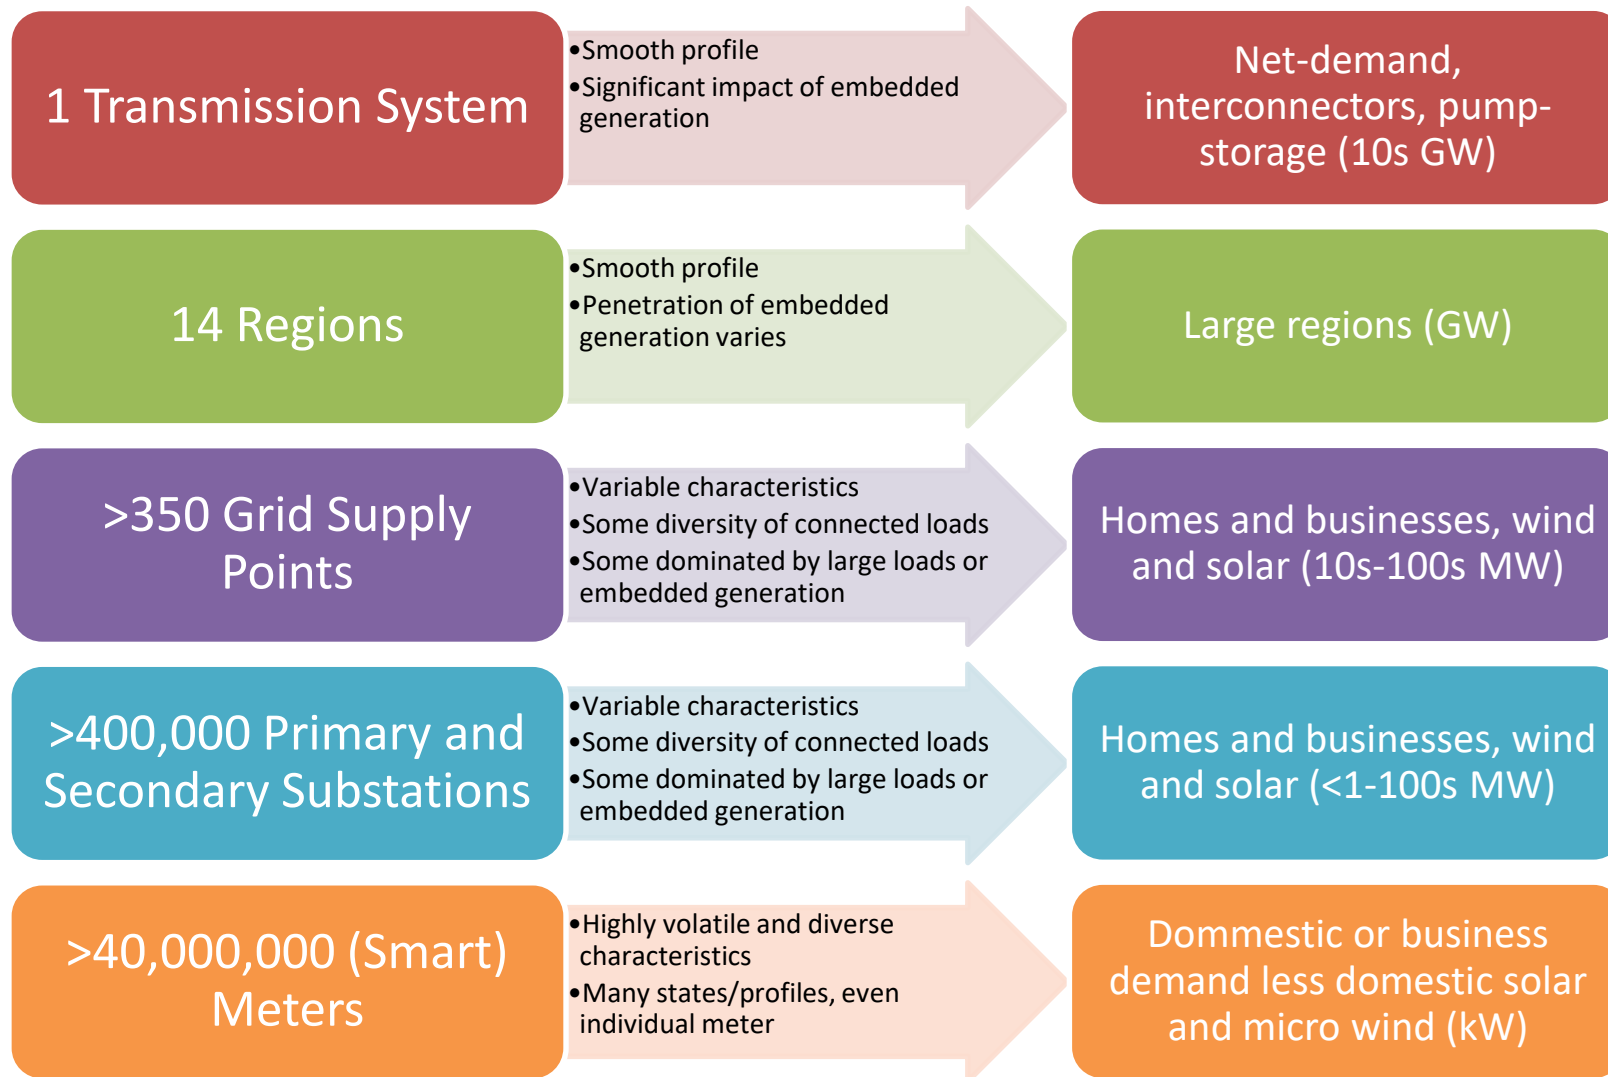 1 Transmission System
•Smooth profile
•Significant impact of embedded
generation
Net-demand,
interconnectors, pump-
storage (10s GW)
14 Regions
•Smooth profile
•Penetration of embedded
generation varies
Large regions (GW)
>350 Grid Supply
Points
•Variable characteristics
•Some diversity of connected loads
•Some dominated by large loads or
embedded generation
Homes and businesses, wind
and solar (10s-100s MW)
>400,000 Primary and
Secondary Substations
•Variable characteristics
•Some diversity of connected loads
•Some dominated by large loads or
embedded generation
Homes and businesses, wind
and solar (<1-100s MW)
>40,000,000 (Smart)
Meters
•Highly volatile and diverse
characteristics
•Many states/profiles, even
individual meter
Dommestic or business
demand less domestic solar
and micro wind (kW)